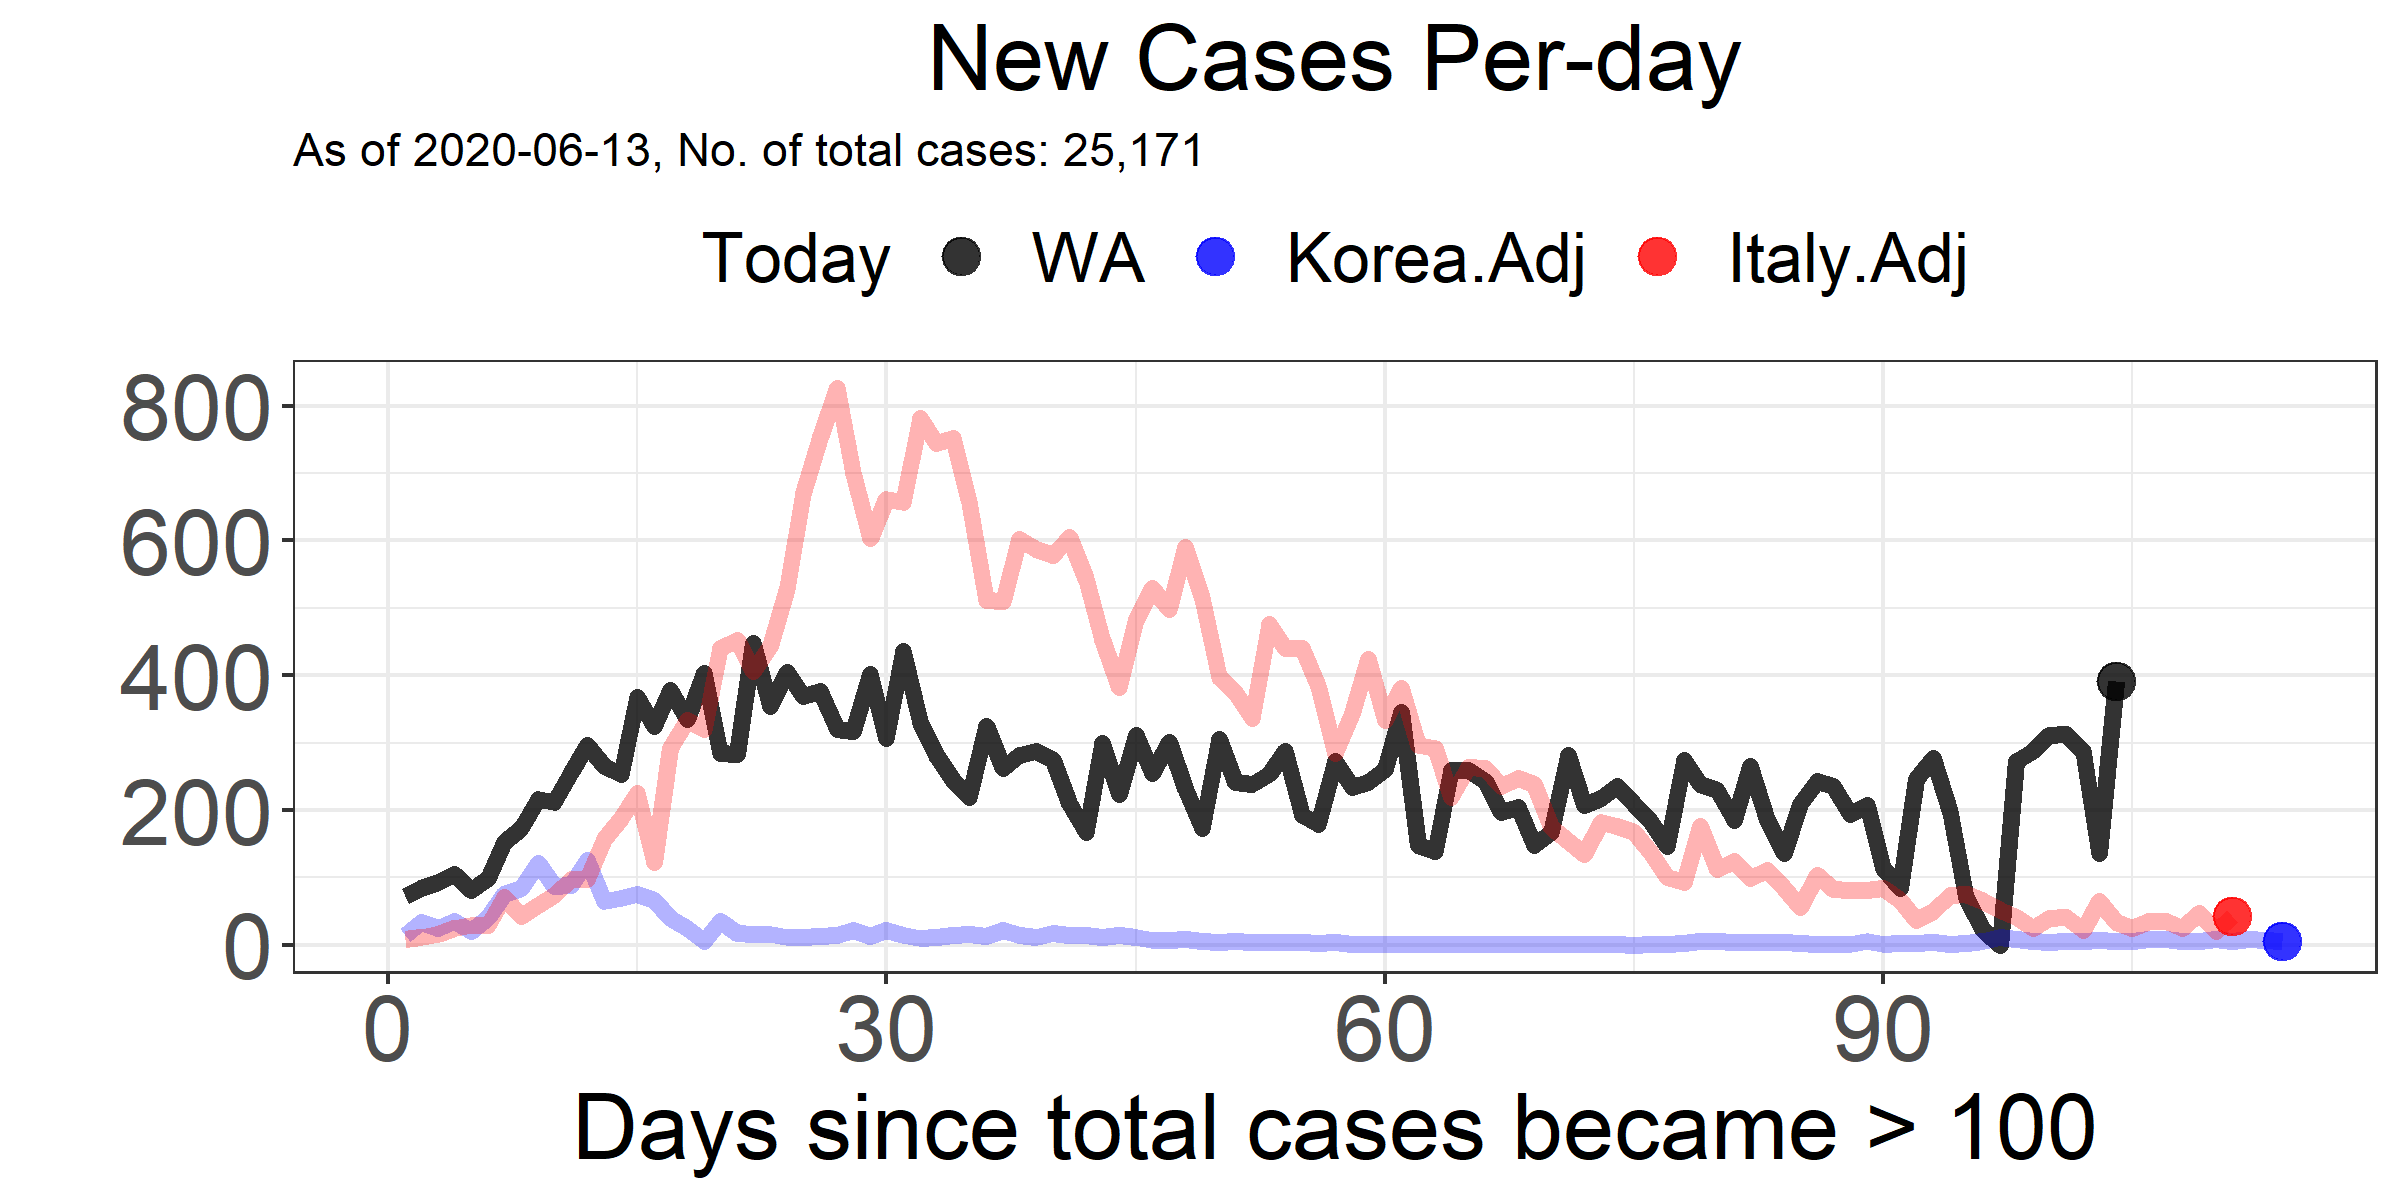 New Cases Per-day
As of 2020-06-13, No. of total cases: 25,171
Today WA Korea.Adj Italy.Adj
800
600
400
200
0
0 30 60 90
Days since total cases became > 100